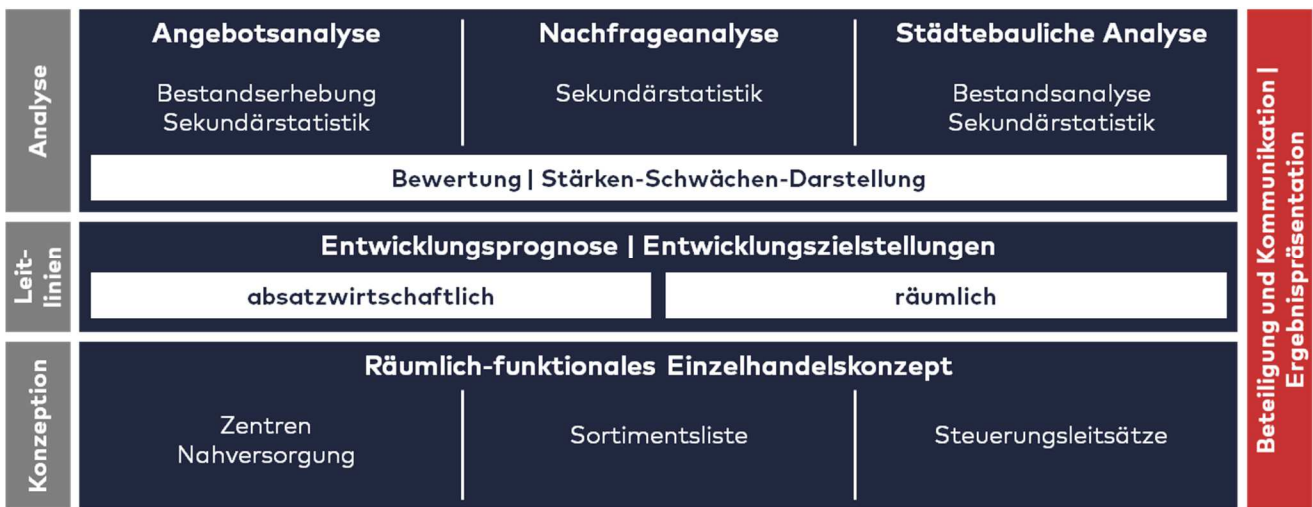 Analyse
Angebotsanalyse
Bestandserhebung
Sekundärstatistik
Nachfrageanalyse
Sekundärstatistik
Städtebauliche Analyse
Bestandsanalyse
Sekundärstatistik
Bewertung | Stärken-Schwächen-Darstellung
Leit-
linien
Entwicklungsprognose | Entwicklungszielstellungen
absatzwirtschaftlich
räumlich
Konzeption
Räumlich-funktionales Einzelhandelskonzept
Zentren
Nahversorgung
Sortimentsliste
Steuerungsleitsätze
Beteiligung und Kommunikation |
Ergebnispräsentation